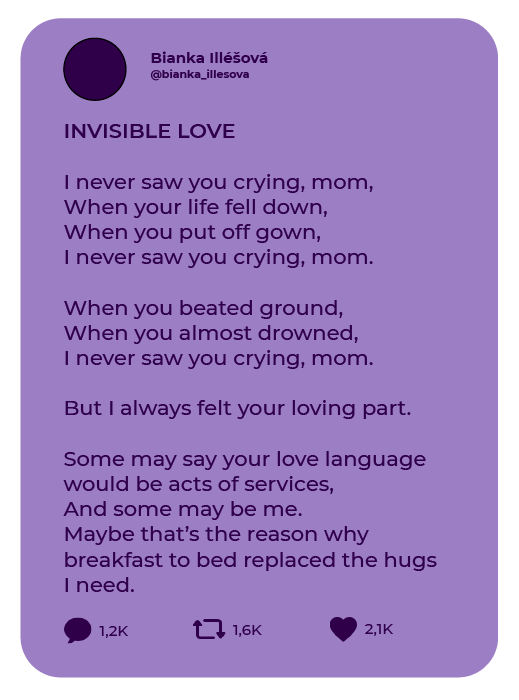 Bianka Illéšová
@bianka_illesova
INVISIBLE LOVE
I never saw you crying, mom,
When your life fell down,
When you put off gown,
I never saw you crying, mom.
When you beated ground,
When you almost drowned,
I never saw you crying, mom.
But I always felt your loving part.
Some may say your love language
would be acts of services,
And some may be me.
Maybe that's the reason why
breakfast to bed replaced the hugs
I need.
1,2K 1,6K 2,1K